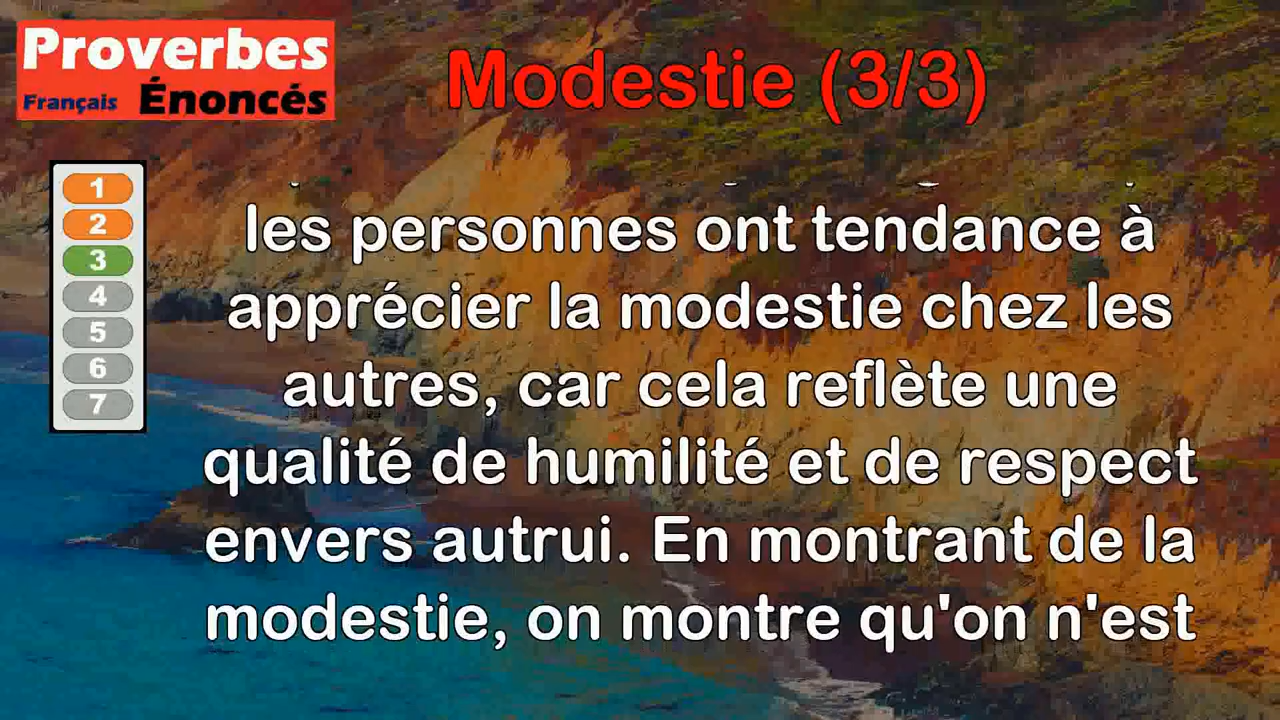 Proverbes
Français Énoncés
Modestie (3/3)
1
2
3
4
5
6
7
les personnes ont tendance à
apprécier la modestie chez les
autres, car cela reflète une
qualité de humilité et de respect
envers autrui. En montrant de la
modestie, on montre qu'on n'est